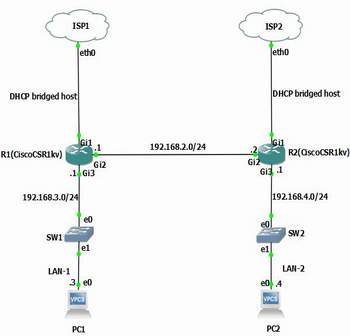 ISP1
ISP2
eth0
eth0
DHCP bridged host
DHCP bridged host
Gi1
Gi1
R1(CiscoCSR1kv)
.1
192.168.2.0/24
.2
R2(CiscoCSR1kv)
Gi2
Gi2
.1
Gi3
Gi3
.1
192.168.3.0/24
192.168.4.0/24
e0
e0
SW1
SW2
e1
e1
LAN-1
LAN-2
.3
e0
e0
.4
VPCS
VPCS
PC1
PC2